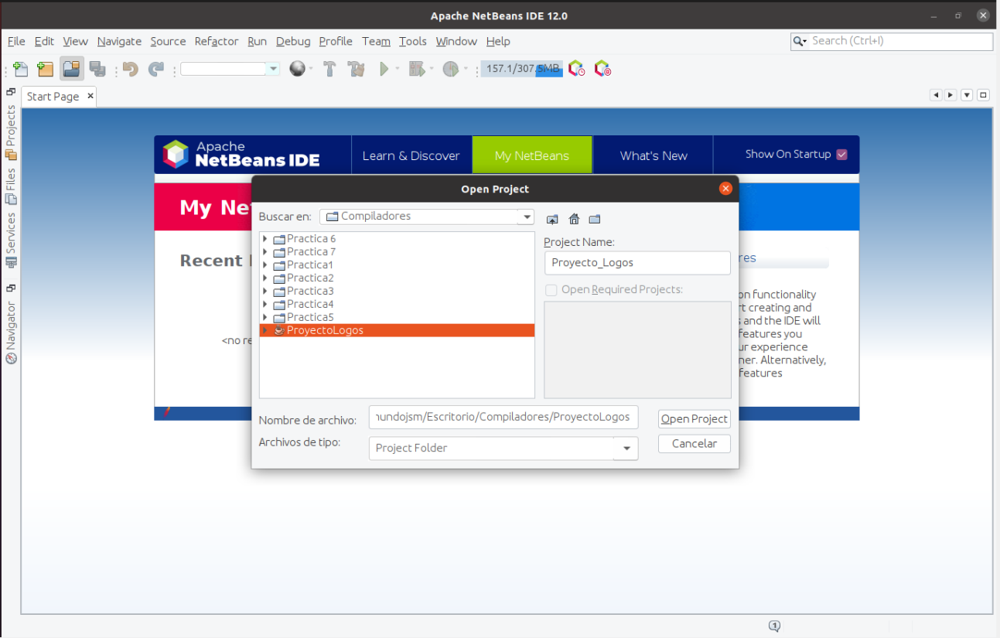 Apache NetBeans IDE 12.0
File Edit View Navigate Source Refactor Run Debug Profile Team Tools Window Help
Search (Ctrl+I)
157.1/307.5MB
Start Page
Projects
Files
Services
Navigator
Apache
NetBeans IDE
Learn & Discover
My NetBeans
What's New
Show On Startup
My Ne
Recent
<no re
res
on functionality
rt creating and
s and the IDE will
features you
ur experience
ner. Alternatively,
features
Open Project
Buscar en:
Compiladores
Practica 6
Practica 7
Practica1
Practica2
Practica3
Practica4
Practica5
ProyectoLogos
Project Name:
Proyecto_Logos
Open Required Projects:
Nombre de archivo:
undojsm/Escritorio/Compiladores/ProyectoLogos
Open Project
Archivos de tipo:
Project Folder
Cancelar
1